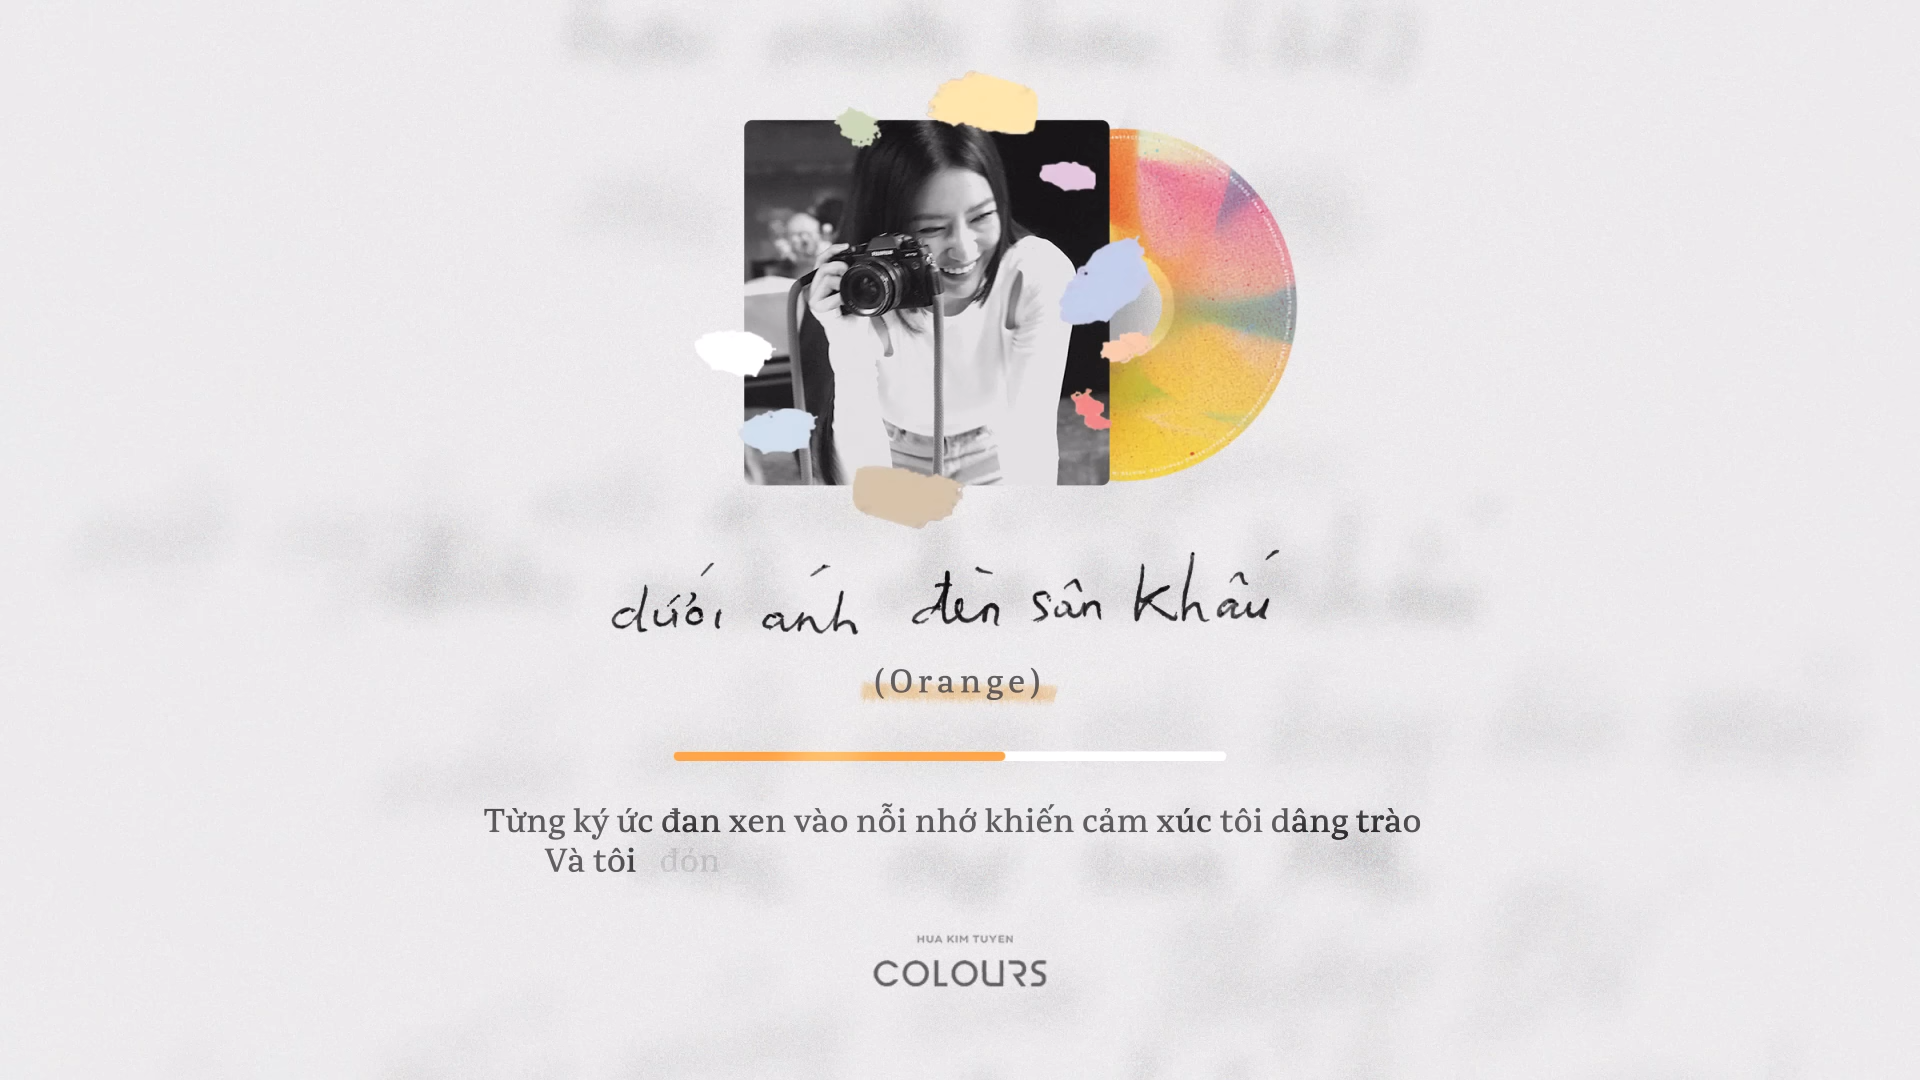 dưới ánh đèn sân khấu
(Orange)
Từng ký ức đan xen vào nỗi nhớ khiến cảm xúc tôi dâng trào
Và tôi đón
HUA KIM TUYEN
COLOURS